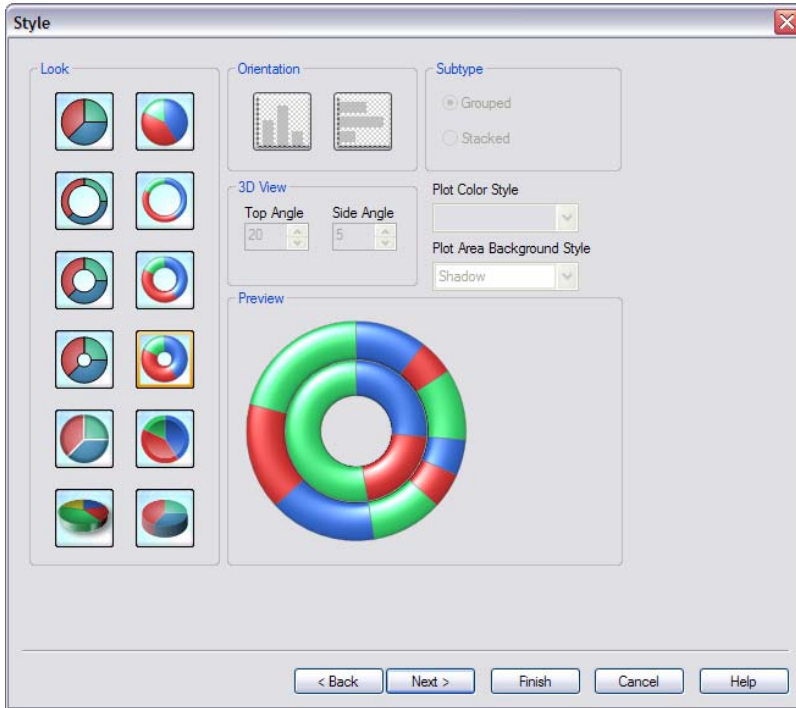 Style
Look
Orientation
Subtype
Grouped
Stacked
3D View
Top Angle
Side Angle
20
5
Plot Color Style
Plot Area Background Style
Shadow
Preview
< Back
Next >
Finish
Cancel
Help